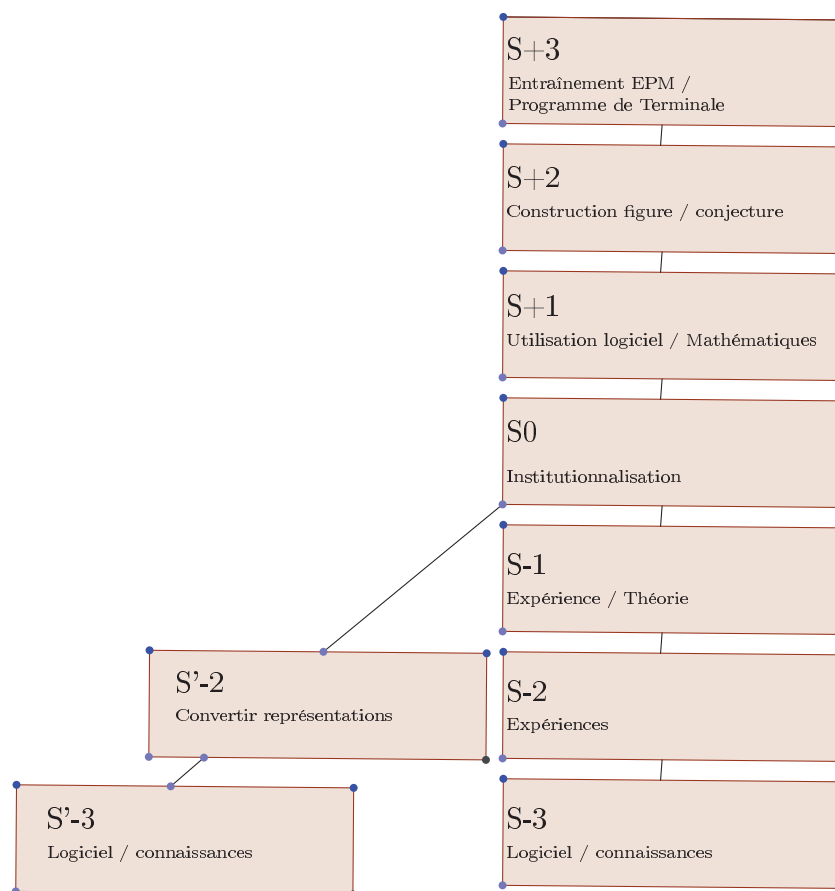 S+3
Entraînement EPM /
Programme de Terminale
S+2
Construction figure / conjecture
S+1
Utilisation logiciel / Mathématiques
S0
Institutionnalisation
S-1
Expérience / Théorie
S'-2
Convertir représentations
S-2
Expériences
S'-3
Logiciel / connaissances
S-3
Logiciel / connaissances